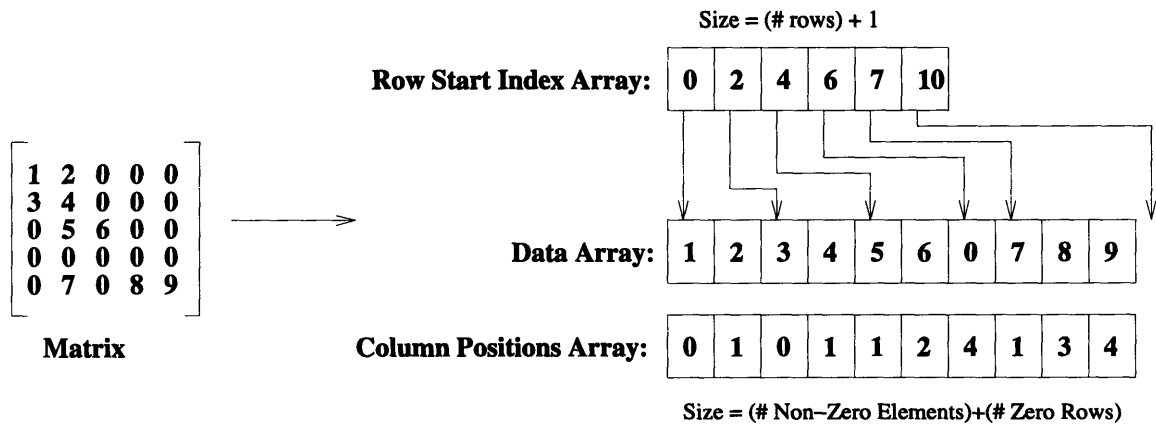 Size = (# rows) + 1
Row Start Index Array: 0 2 4 6 7 10
1 2 0 0 0
3 4 0 0 0
0 5 6 0 0
0 0 0 0 0
0 7 0 8 9
Matrix
Data Array: 1 2 3 4 5 6 0 7 8 9
Column Positions Array: 0 1 0 1 1 2 4 1 3 4
Size = (# Non–Zero Elements)+(# Zero Rows)